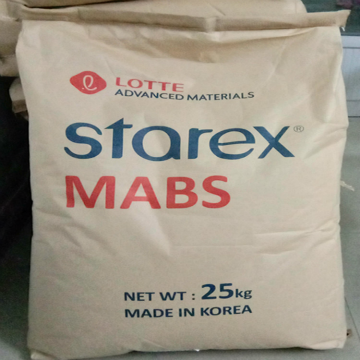 LOTTE
ADVANCED MATERIALS
starex®
MABS
NET WT : 25kg
MADE IN KOREA